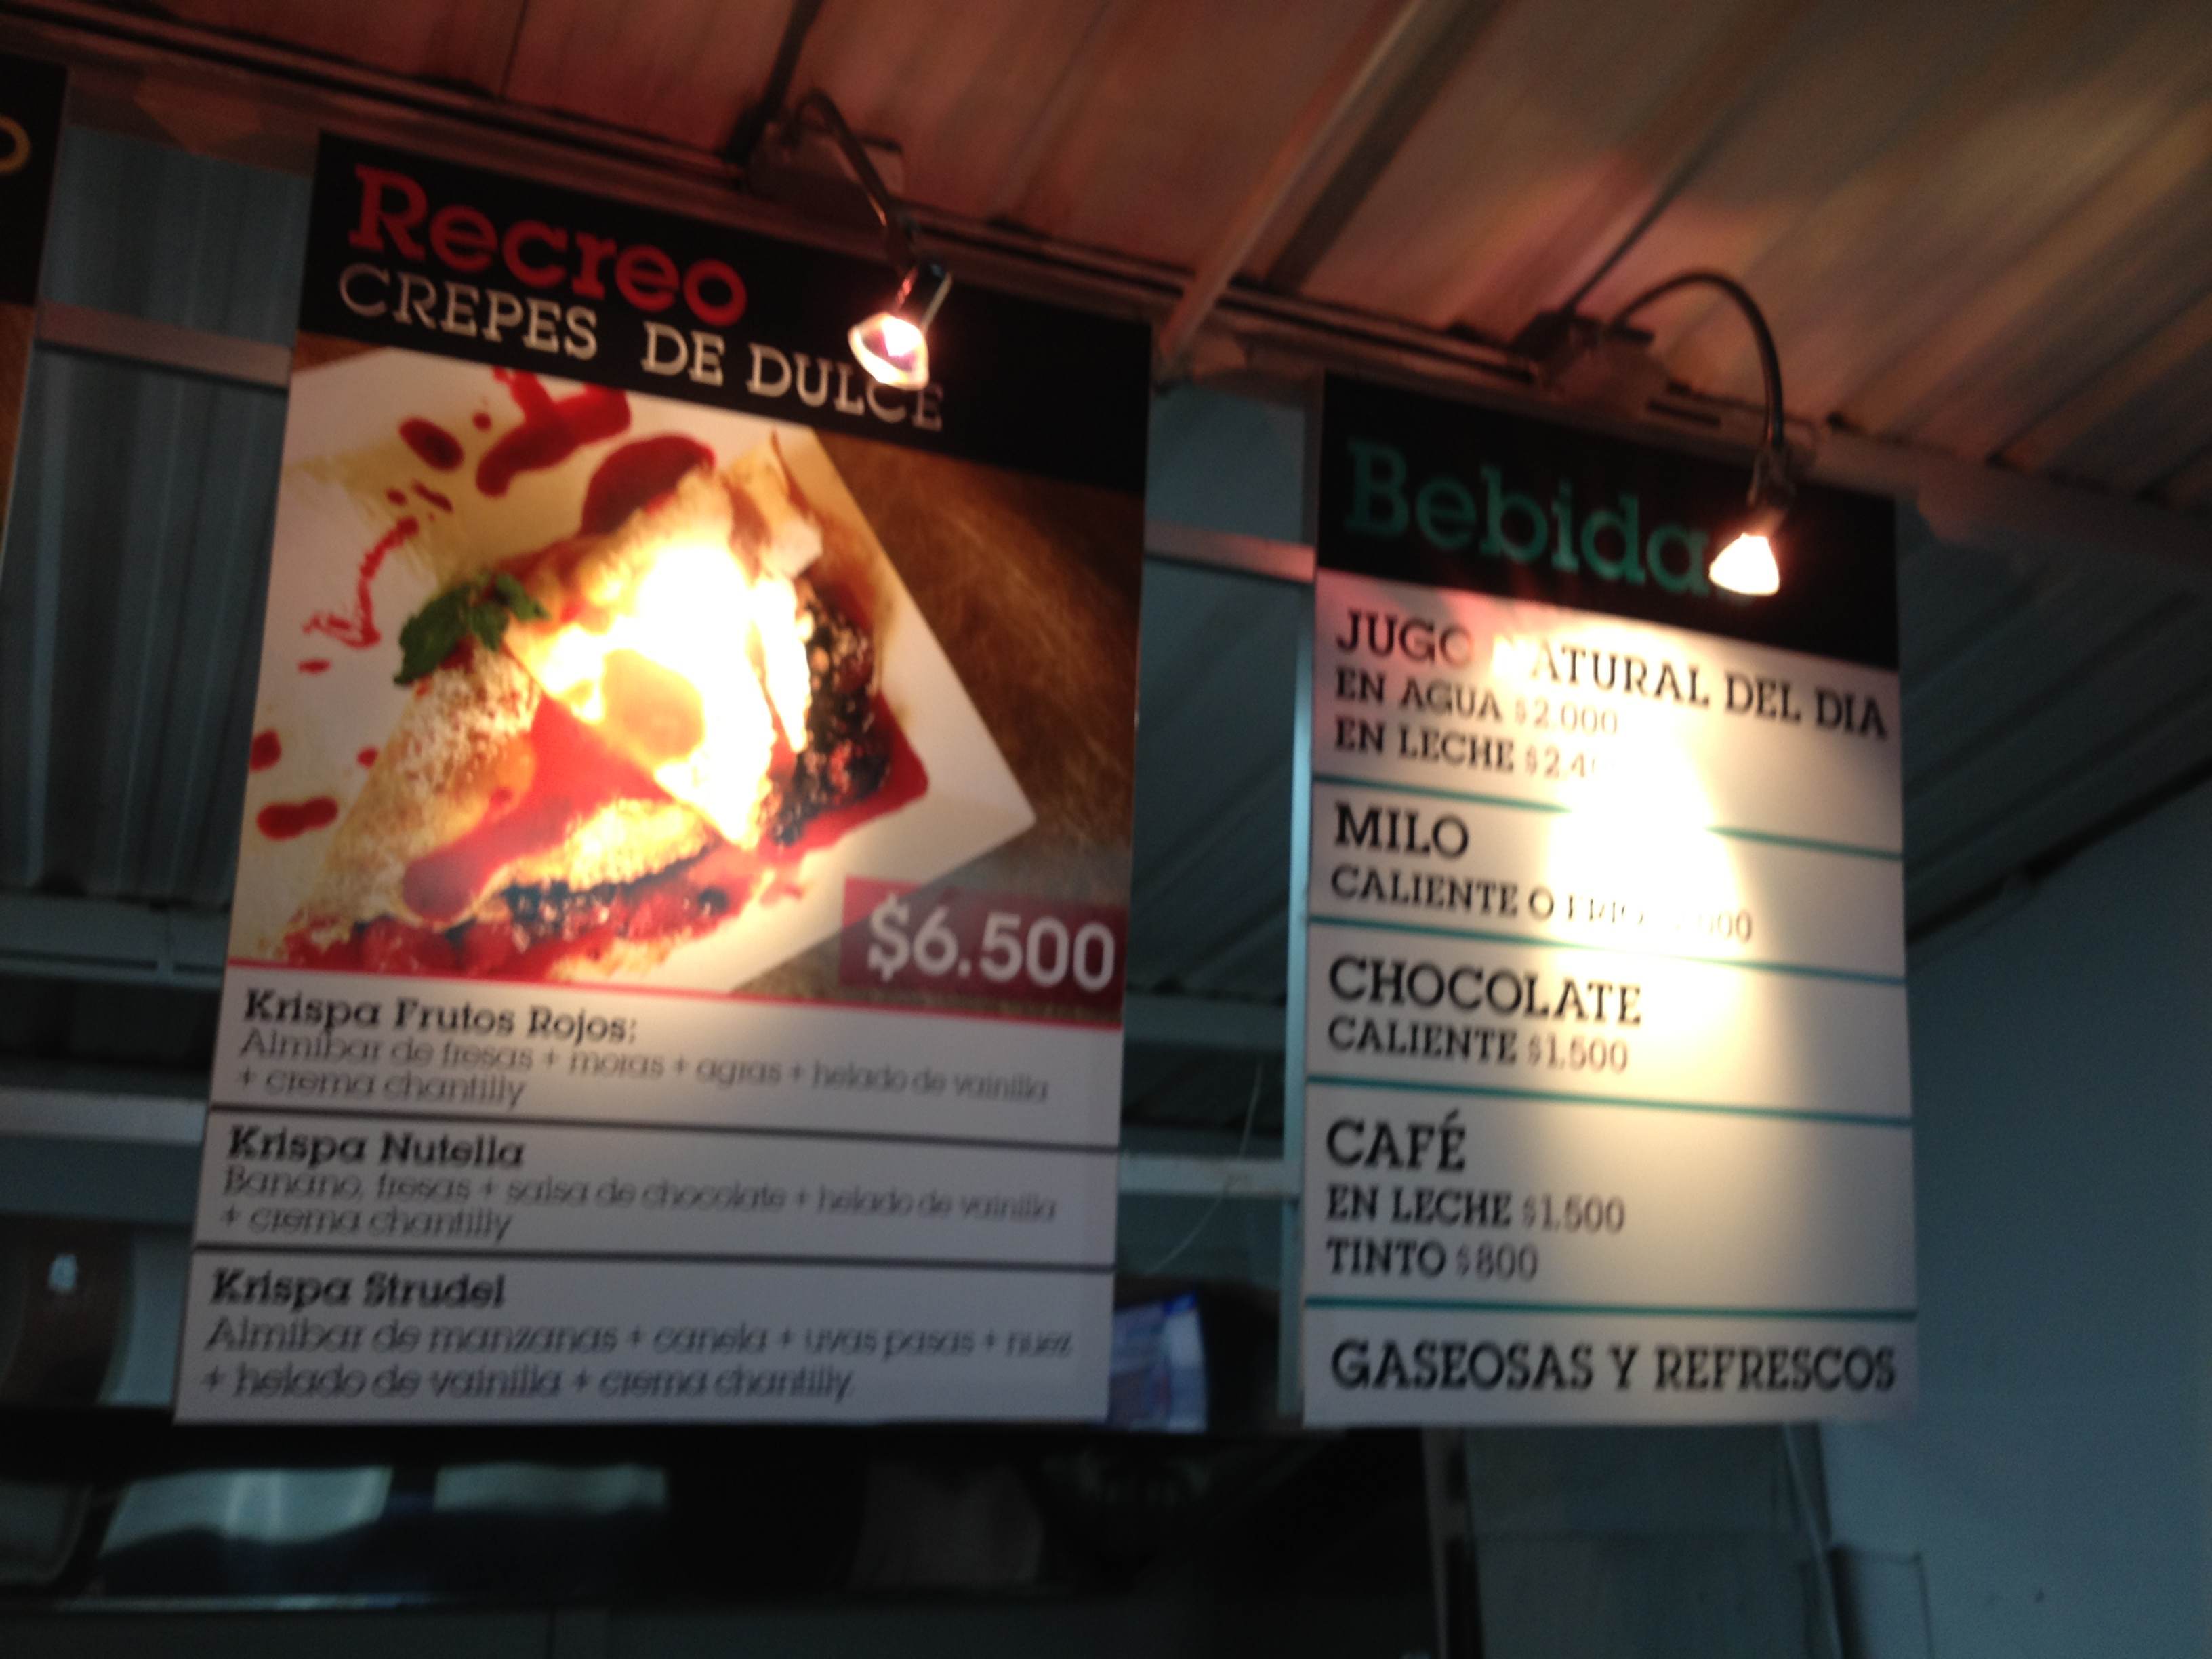 Recreo
CREPES DE DULCE
$6.500
Krispa Frutos Rojos:
Almibar de fresas + moras + agras + helado de vainilla
+ crema chantilly
Krispa Nutella
Banano, fresas + salsa de chocolate + helado de vainilla
+ crema chantilly
Krispa Strudel
Almibar de manzanas + canela + uvas pasas + nuez
+ helado de vainilla + crema chantilly
Bebidas
JUGO NATURAL DEL DIA
EN AGUA $2.000
EN LECHE
MILO
CALIENTE O FRIO
CHOCOLATE
CALIENTE $1.500
CAFÉ
EN LECHE $1.500
TINTO $800
GASEOSAS Y REFRESCOS